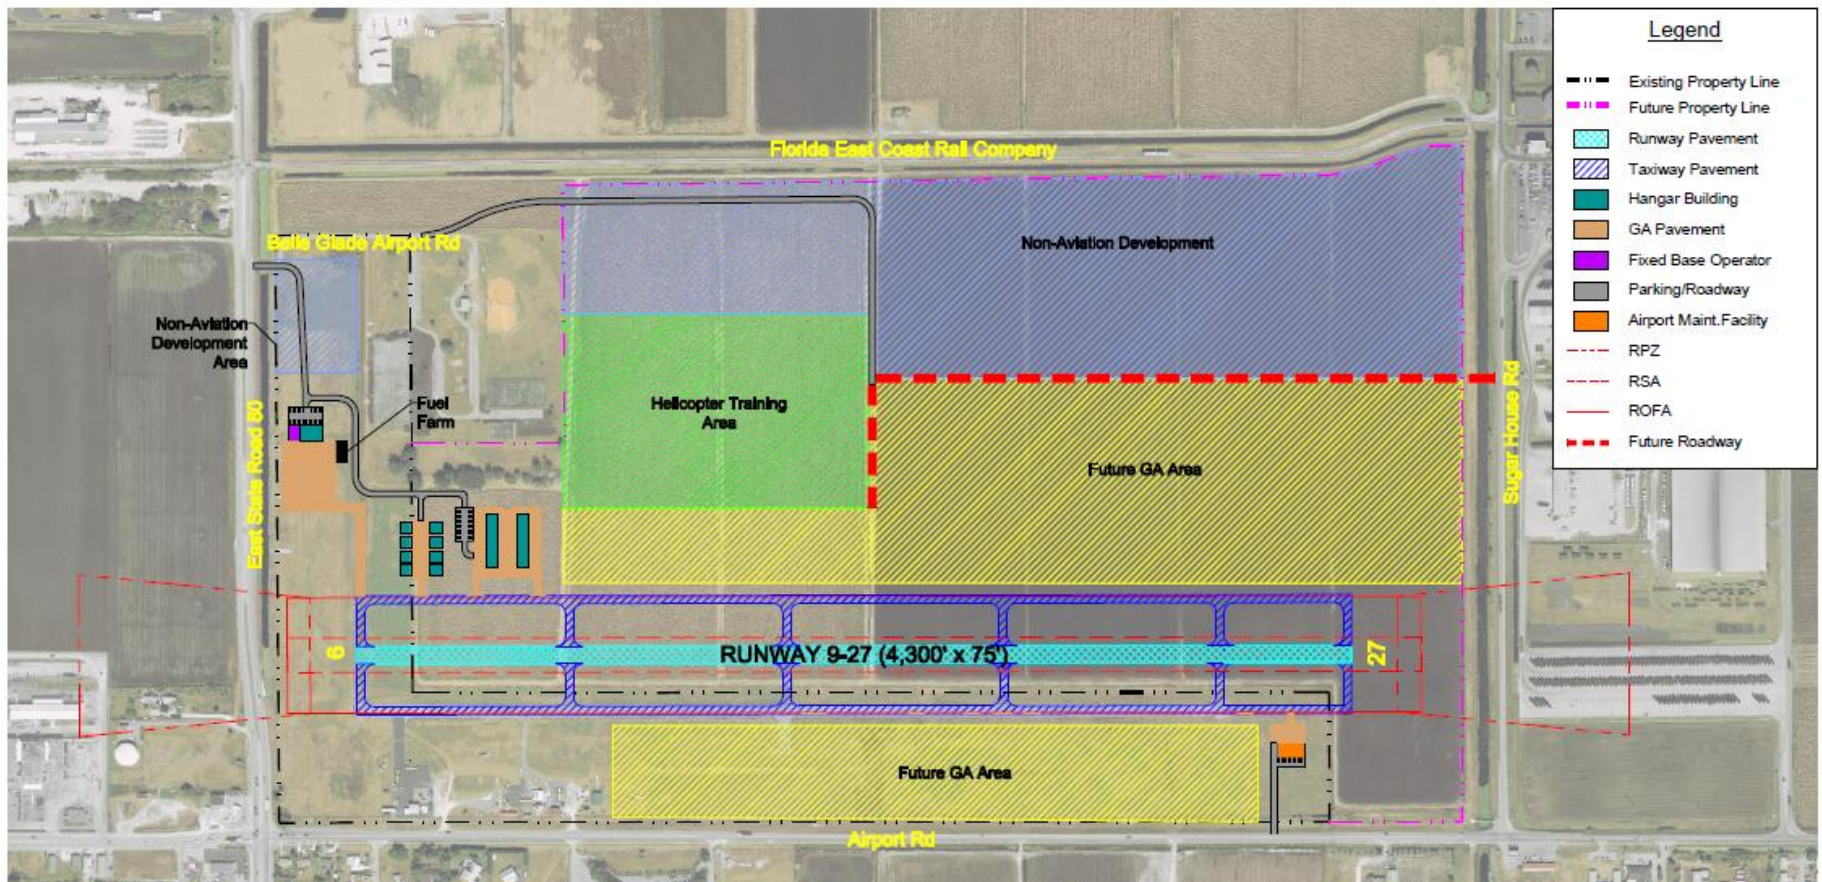 Legend
Existing Property Line
Future Property Line
Runway Pavement
Taxiway Pavement
Hangar Building
GA Pavement
Fixed Base Operator
Parking/Roadway
Airport Maint.Facility
RPZ
RSA
ROFA
Future Roadway
Florida East Coast Rail Company
Belle Glade Airport Rd
Non-Aviation Development
Non-Aviation
Development
Area
Fuel
Farm
Helicopter Training
Area
Future GA Area
East State Road 80
Sugar House Rd
9
RUNWAY 9-27 (4,300' x 75')
27
Future GA Area
Airport Rd